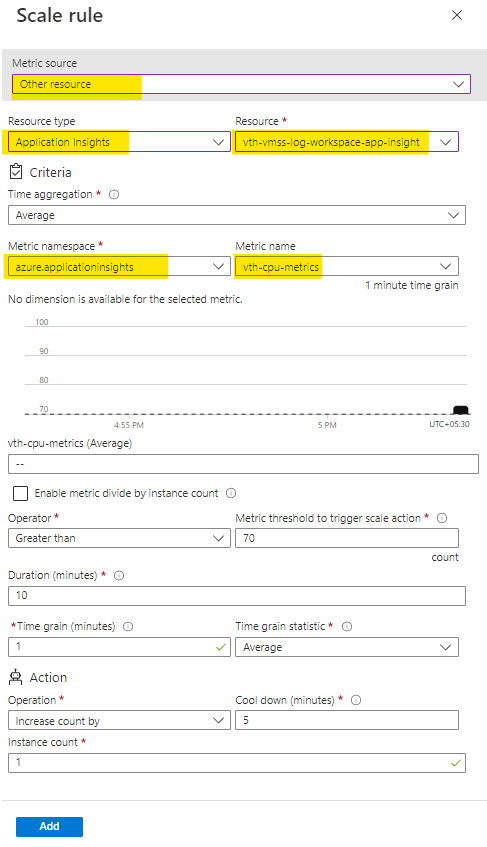 Scale rule
Metric source
Other resource
Resource type
Resource *
Application Insights
vth-vmss-log-workspace-app-insight
Criteria
Time aggregation *
Average
Metric namespace *
Metric name
azure.applicationinsights
vth-cpu-metrics
1 minute time grain
No dimension is available for the selected metric.
100
90
80
70
4:55 PM
5 PM
UTC+05:30
vth-cpu-metrics (Average)
--
Enable metric divide by instance count
Operator *
Metric threshold to trigger scale action *
Greater than
70
count
Duration (minutes) *
10
*Time grain (minutes)
Time grain statistic *
1
Average
Action
Operation *
Cool down (minutes) *
Increase count by
5
Instance count *
1
Add